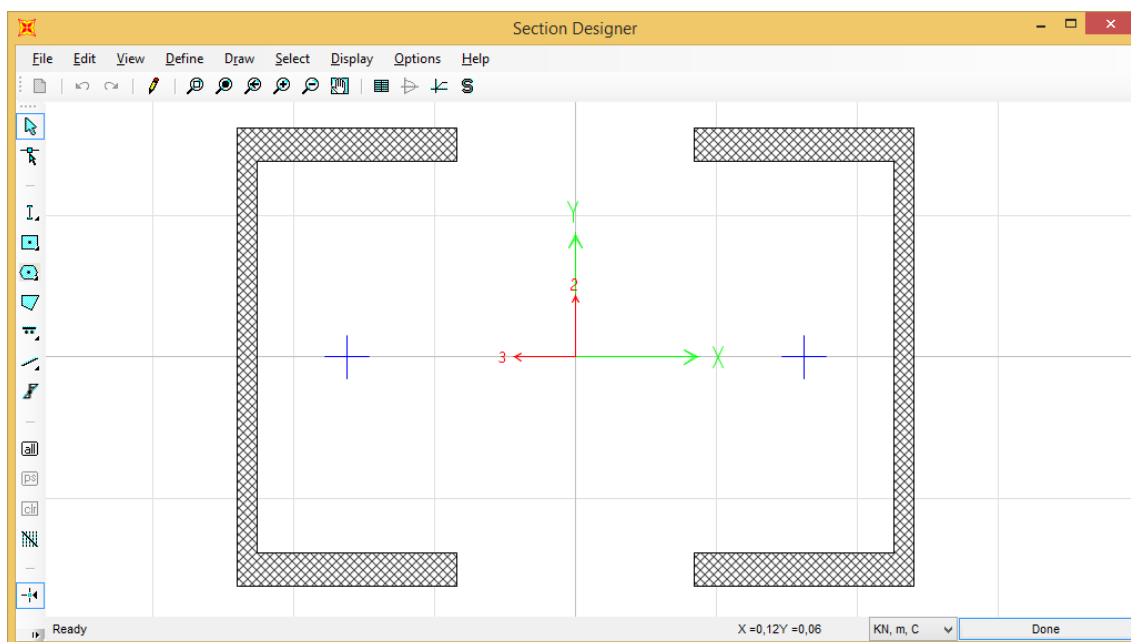 Section Designer
File Edit View Define Draw Select Display Options Help
S
Y
2
3
X
all
ps
clr
Ready
X =0,12Y =0,06
KN, m, C
Done